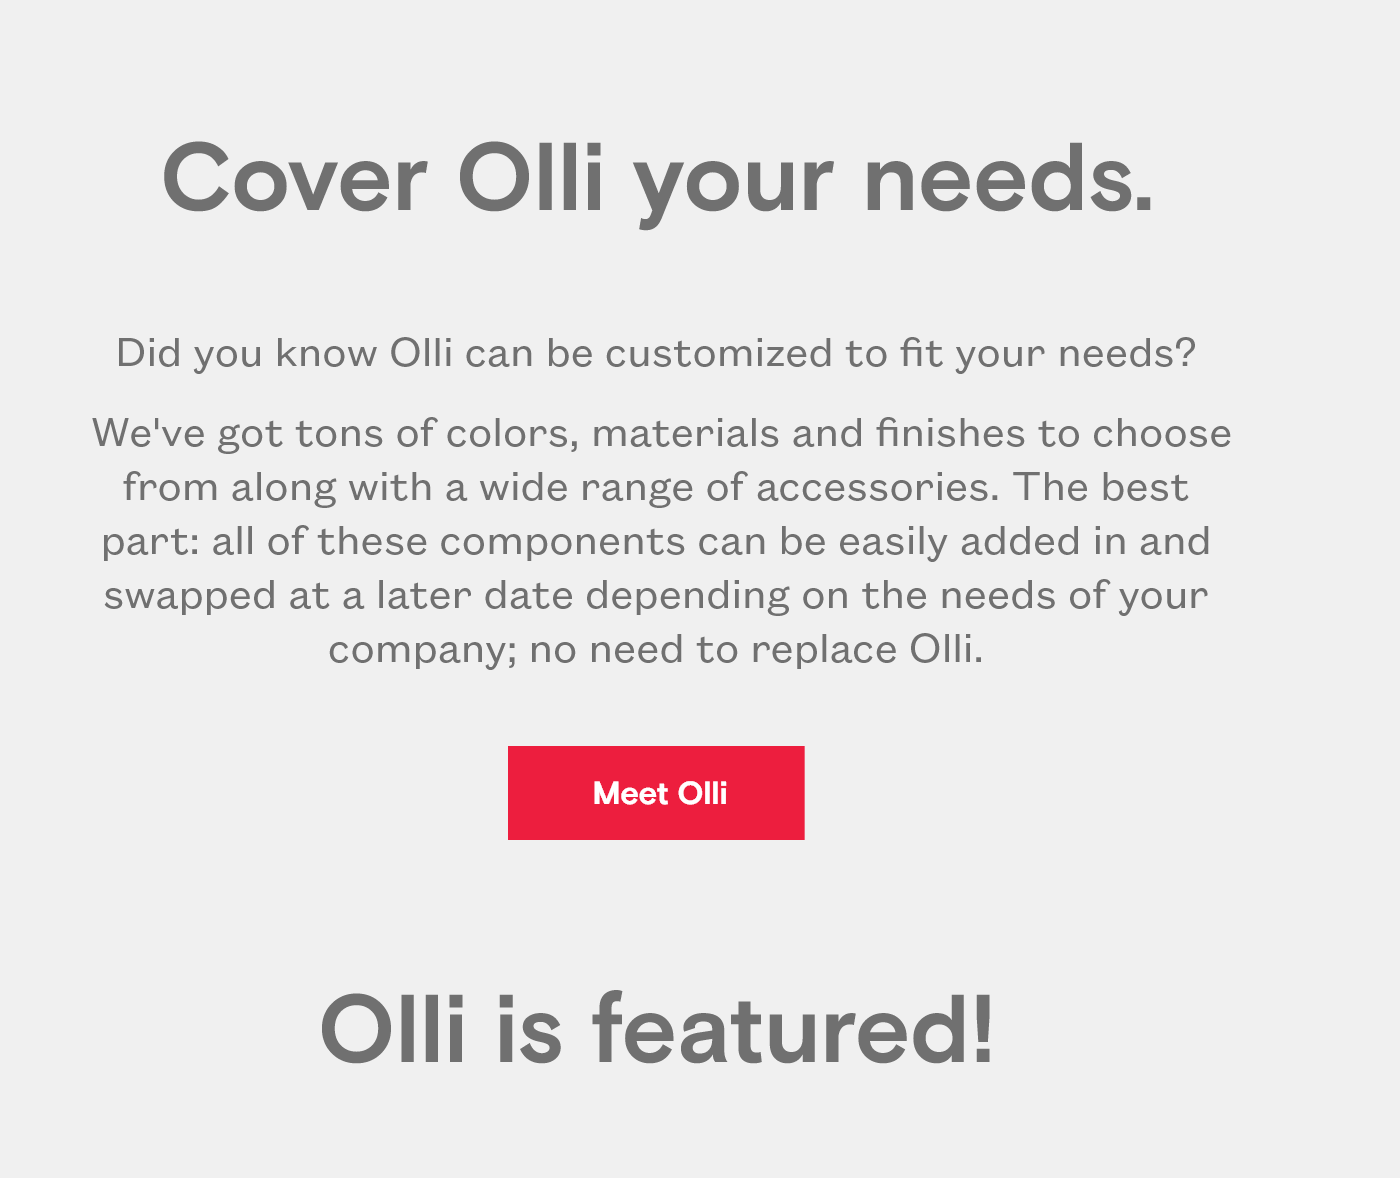 Cover Olli your needs.
Did you know Olli can be customized to fit your needs?
We've got tons of colors, materials and finishes to choose
from along with a wide range of accessories. The best
part: all of these components can be easily added in and
swapped at a later date depending on the needs of your
company; no need to replace Olli.
Meet Olli
Olli is featured!